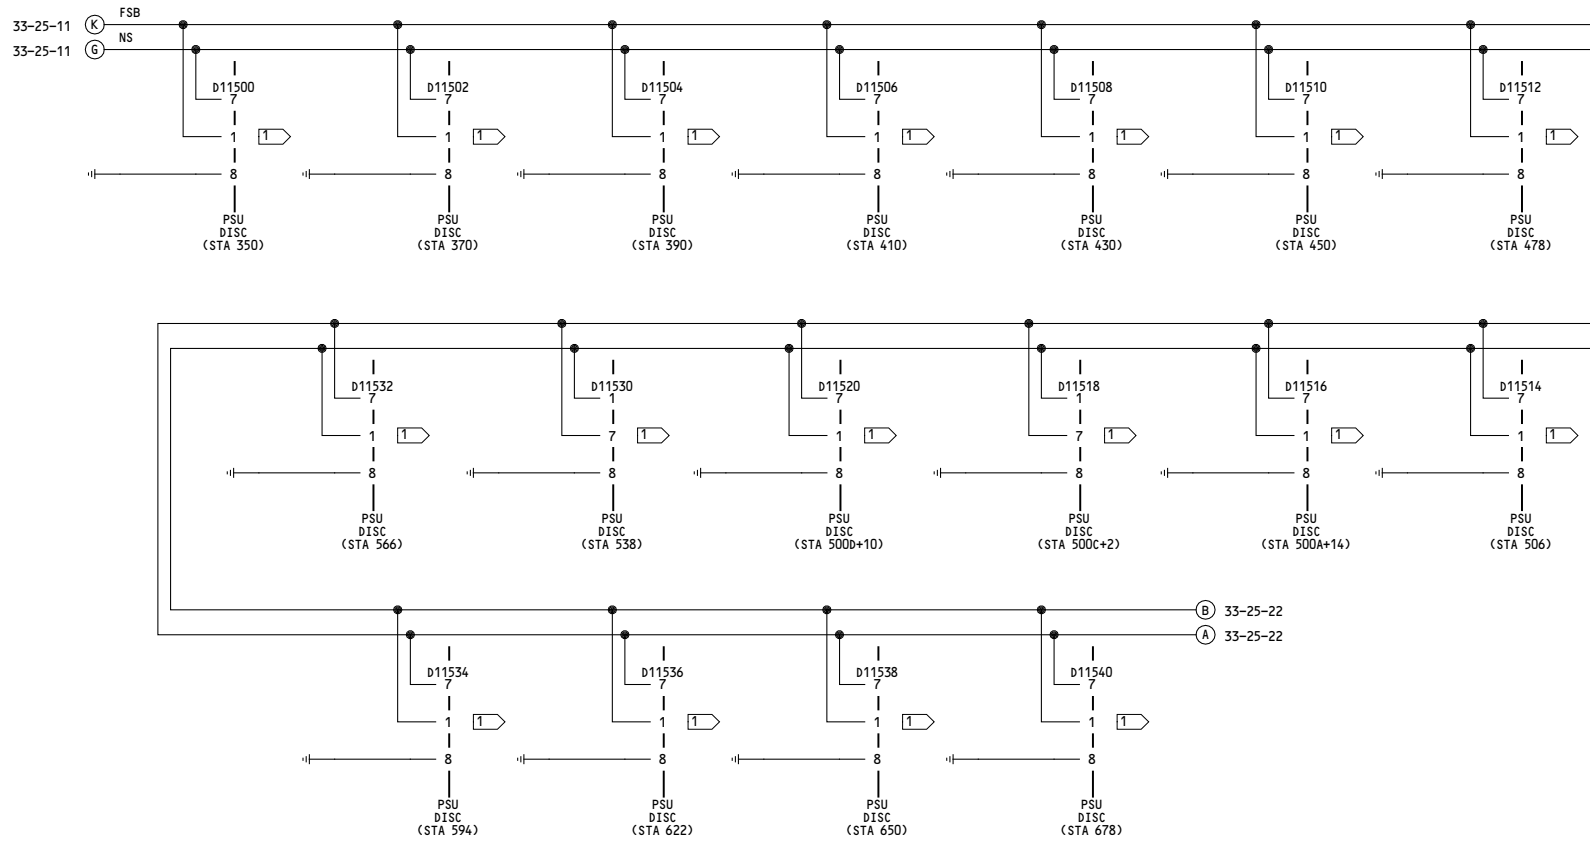 33-25-11 K FSB
33-25-11 G NS
D11500 D11502 D11504 D11506 D11508 D11510 D11512
7 7 7 7 7 7 7
1 1 1 1 1 1 1 1 1 1 1 1 1 1
8 8 8 8 8 8 8
PSU PSU PSU PSU PSU PSU PSU
DISC DISC DISC DISC DISC DISC DISC
(STA 350) (STA 370) (STA 390) (STA 410) (STA 430) (STA 450) (STA 478)
D11532 D11530 D11520 D11518 D11516 D11514
7 1 7 1 7 7
1 1 7 1 1 1 7 1 1 1 1 1
8 8 8 8 8 8
PSU PSU PSU PSU PSU PSU
DISC DISC DISC DISC DISC DISC
(STA 566) (STA 538) (STA 500D+10) (STA 500C+2) (STA 500A+14) (STA 506)
B 33-25-22
A 33-25-22
D11534 D11536 D11538 D11540
7 7 7 7
1 1 1 1 1 1 1 1
8 8 8 8
PSU PSU PSU PSU
DISC DISC DISC DISC
(STA 594) (STA 622) (STA 650) (STA 678)